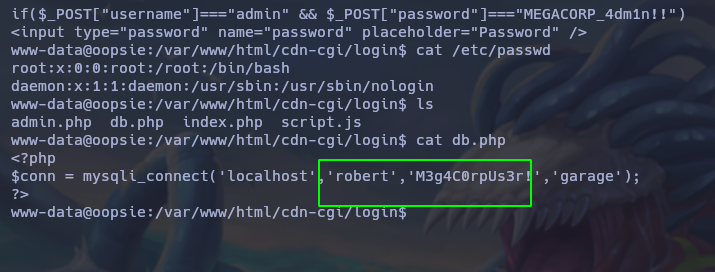 if($_POST["username"]==="admin" && $_POST["password"]==="MEGACORP_4dm1n!!")
<input type="password" name="password" placeholder="Password" />
www-data@oopsie:/var/www/html/cdn-cgi/login$ cat /etc/passwd
root:x:0:0:root:/root:/bin/bash
daemon:x:1:1:daemon:/usr/sbin:/usr/sbin/nologin
www-data@oopsie:/var/www/html/cdn-cgi/login$ ls
admin.php  db.php  index.php  script.js
www-data@oopsie:/var/www/html/cdn-cgi/login$ cat db.php
<?php
$conn = mysqli_connect('localhost','robert','M3g4C0rpUs3r!','garage');
?>
www-data@oopsie:/var/www/html/cdn-cgi/login$